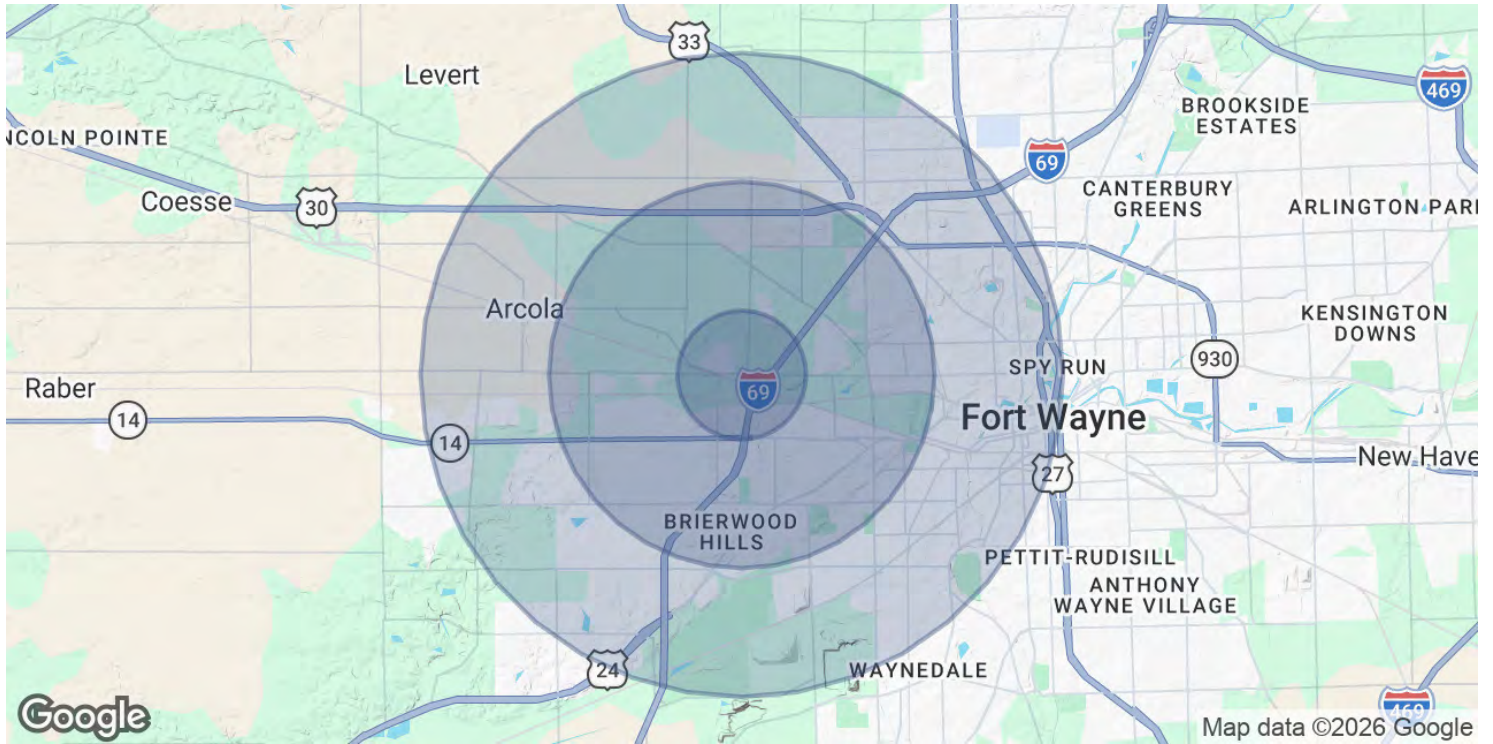 33
Levert
469
BROOKSIDE
ESTATES
NCOLN POINTE
69
CANTERBURY
GREENS
Coesse
30
ARLINGTON PAR
Arcola
KENSINGTON
DOWNS
930
SPY RUN
Raber
69
14
Fort Wayne
14
New Have
27
BRIERWOOD
HILLS
PETTIT-RUDISILL
ANTHONY
WAYNE VILLAGE
24
WAYNEDALE
469
Google
Map data ©2026 Google